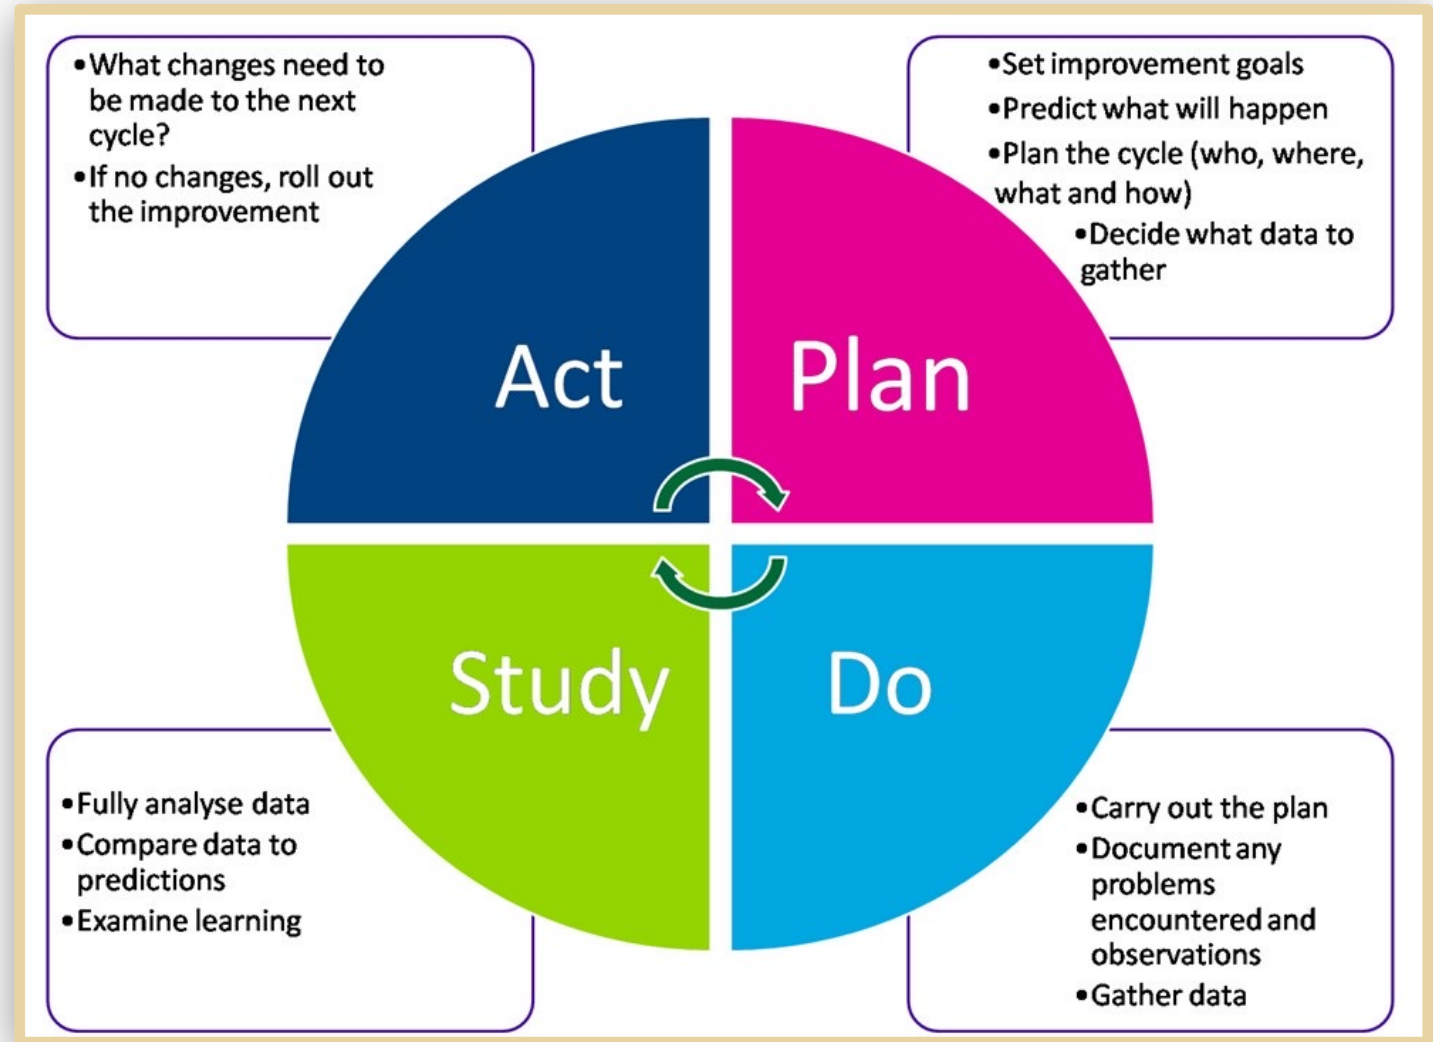 •What changes need to
be made to the next
cycle?
•If no changes, roll out
the improvement
•Set improvement goals
•Predict what will happen
•Plan the cycle (who, where,
what and how)
•Decide what data to
gather
Act
Plan
Study
Do
•Fully analyse data
•Compare data to
predictions
•Examine learning
•Carry out the plan
•Document any
problems
encountered and
observations
•Gather data